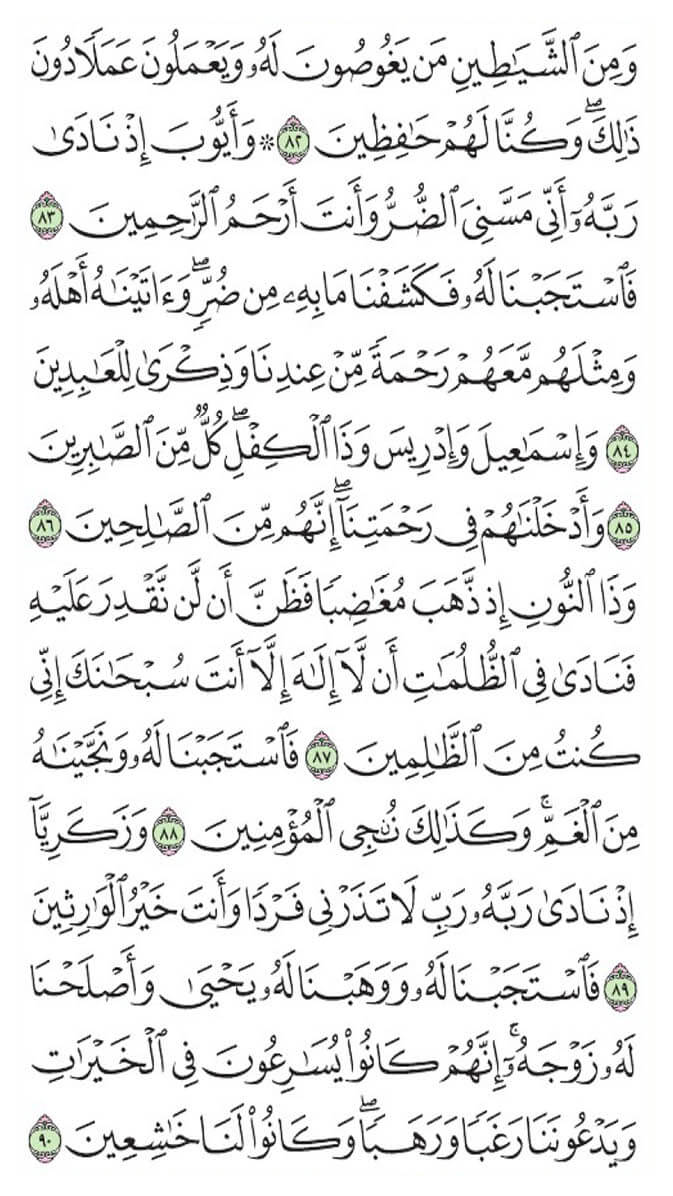 وَمِنَ ٱلشَّيَٰطِينِ مَن يَغُوصُونَ لَهُۥ وَيَعۡمَلُونَ عَمَلٗا دُونَ
ذَٰلِكَۖ وَكُنَّا لَهُمۡ حَٰفِظِينَ ٨٢ ۞ وَأَيُّوبَ إِذۡ نَادَىٰ
رَبَّهُۥٓ أَنِّي مَسَّنِيَ ٱلضُّرُّ وَأَنتَ أَرۡحَمُ ٱلرَّٰحِمِينَ ٨٣
فَٱسۡتَجَبۡنَا لَهُۥ فَكَشَفۡنَا مَا بِهِۦ مِن ضُرّٖۖ وَءَاتَيۡنَٰهُ أَهۡلَهُۥ
وَمِثۡلَهُم مَّعَهُمۡ رَحۡمَةٗ مِّنۡ عِندِنَا وَذِكۡرَىٰ لِلۡعَٰبِدِينَ
٨٤ وَإِسۡمَٰعِيلَ وَإِدۡرِيسَ وَذَا ٱلۡكِفۡلِۖ كُلّٞ مِّنَ ٱلصَّٰبِرِينَ
٨٥ وَأَدۡخَلۡنَٰهُمۡ فِي رَحۡمَتِنَآۖ إِنَّهُم مِّنَ ٱلصَّٰلِحِينَ ٨٦
وَذَا ٱلنُّونِ إِذ ذَّهَبَ مُغَٰضِبٗا فَظَنَّ أَن لَّن نَّقۡدِرَ عَلَيۡهِ
فَنَادَىٰ فِي ٱلظُّلُمَٰتِ أَن لَّآ إِلَٰهَ إِلَّآ أَنتَ سُبۡحَٰنَكَ إِنِّي
كُنتُ مِنَ ٱلظَّٰلِمِينَ ٨٧ فَٱسۡتَجَبۡنَا لَهُۥ وَنَجَّيۡنَٰهُ
مِنَ ٱلۡغَمِّۚ وَكَذَٰلِكَ نُـۨجِي ٱلۡمُؤۡمِنِينَ ٨٨ وَزَكَرِيَّآ
إِذۡ نَادَىٰ رَبَّهُۥ رَبِّ لَا تَذَرۡنِي فَرۡدٗا وَأَنتَ خَيۡرُ ٱلۡوَٰرِثِينَ
٨٩ فَٱسۡتَجَبۡنَا لَهُۥ وَوَهَبۡنَا لَهُۥ يَحۡيَىٰ وَأَصۡلَحۡنَا
لَهُۥ زَوۡجَهُۥٓۚ إِنَّهُمۡ كَانُواْ يُسَٰرِعُونَ فِي ٱلۡخَيۡرَٰتِ
وَيَدۡعُونَنَا رَغَبٗا وَرَهَبٗاۖ وَكَانُواْ لَنَا خَٰشِعِينَ ٩٠